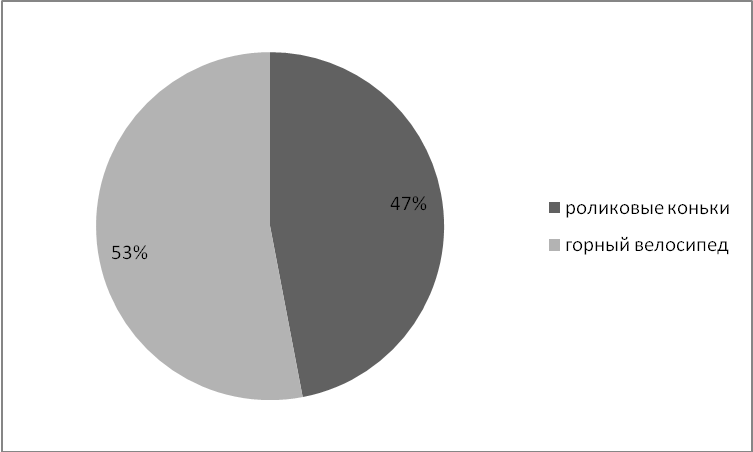 47%
роликовые коньки
горный велосипед
53%